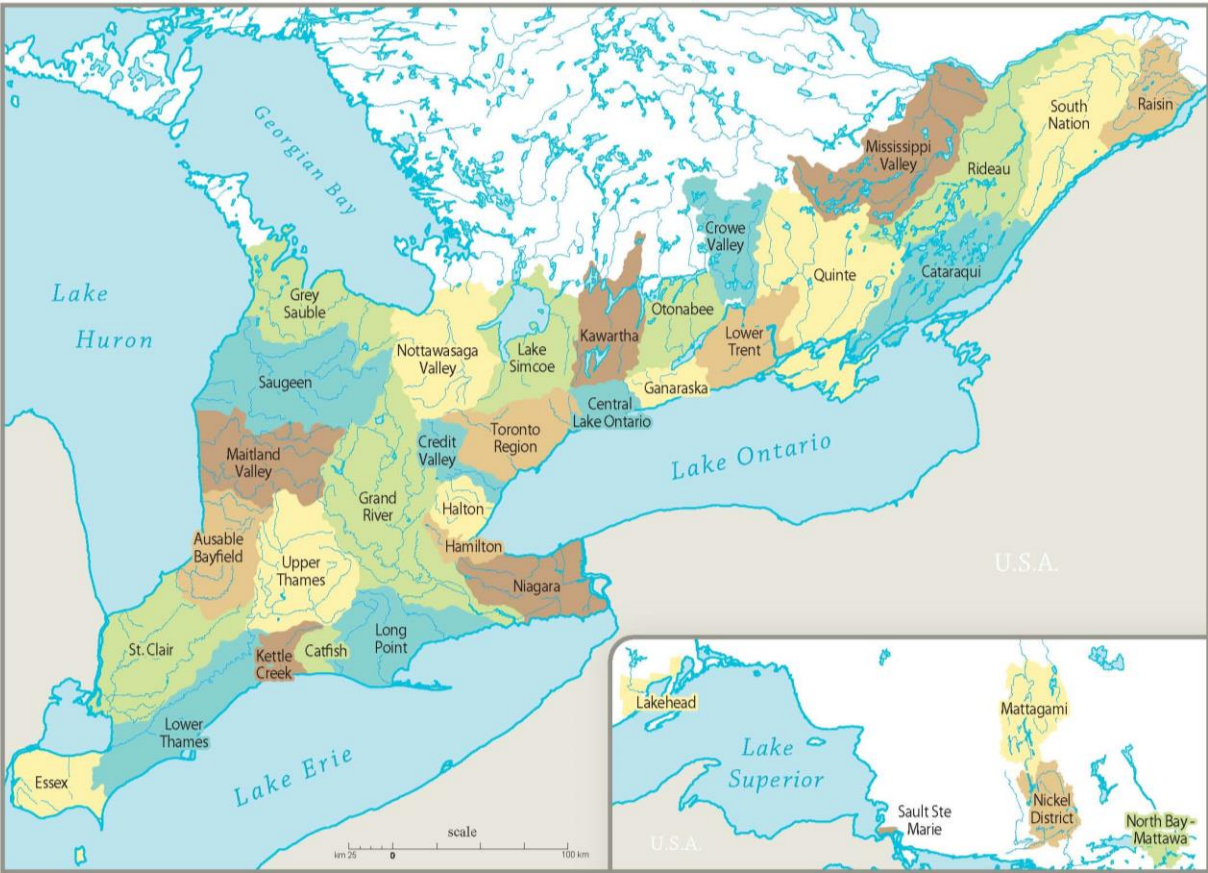 Georgian Bay
Lake
Huron
Grey
Sauble
Saugeen
Nottawasaga
Valley
Lake
Simcoe
Kawartha
Otonabee
Crowe
Valley
Lower
Trent
Ganaraska
Quinte
Mississippi
Valley
Rideau
South
Nation
Raisin
Cataraqui
Central
Lake Ontario
Toronto
Region
Credit
Valley
Maitland
Valley
Grand
River
Halton
Hamilton
Niagara
Ausable
Bayfield
Upper
Thames
St. Clair
Kettle
Creek
Catfish
Long
Point
Lower
Thames
Essex
Lake Ontario
Lake Erie
U.S.A.
scale
km 25 0 100 km
Lakehead
Lake
Superior
U.S.A.
Sault Ste
Marie
Mattagami
Nickel
District
North Bay -
Mattawa